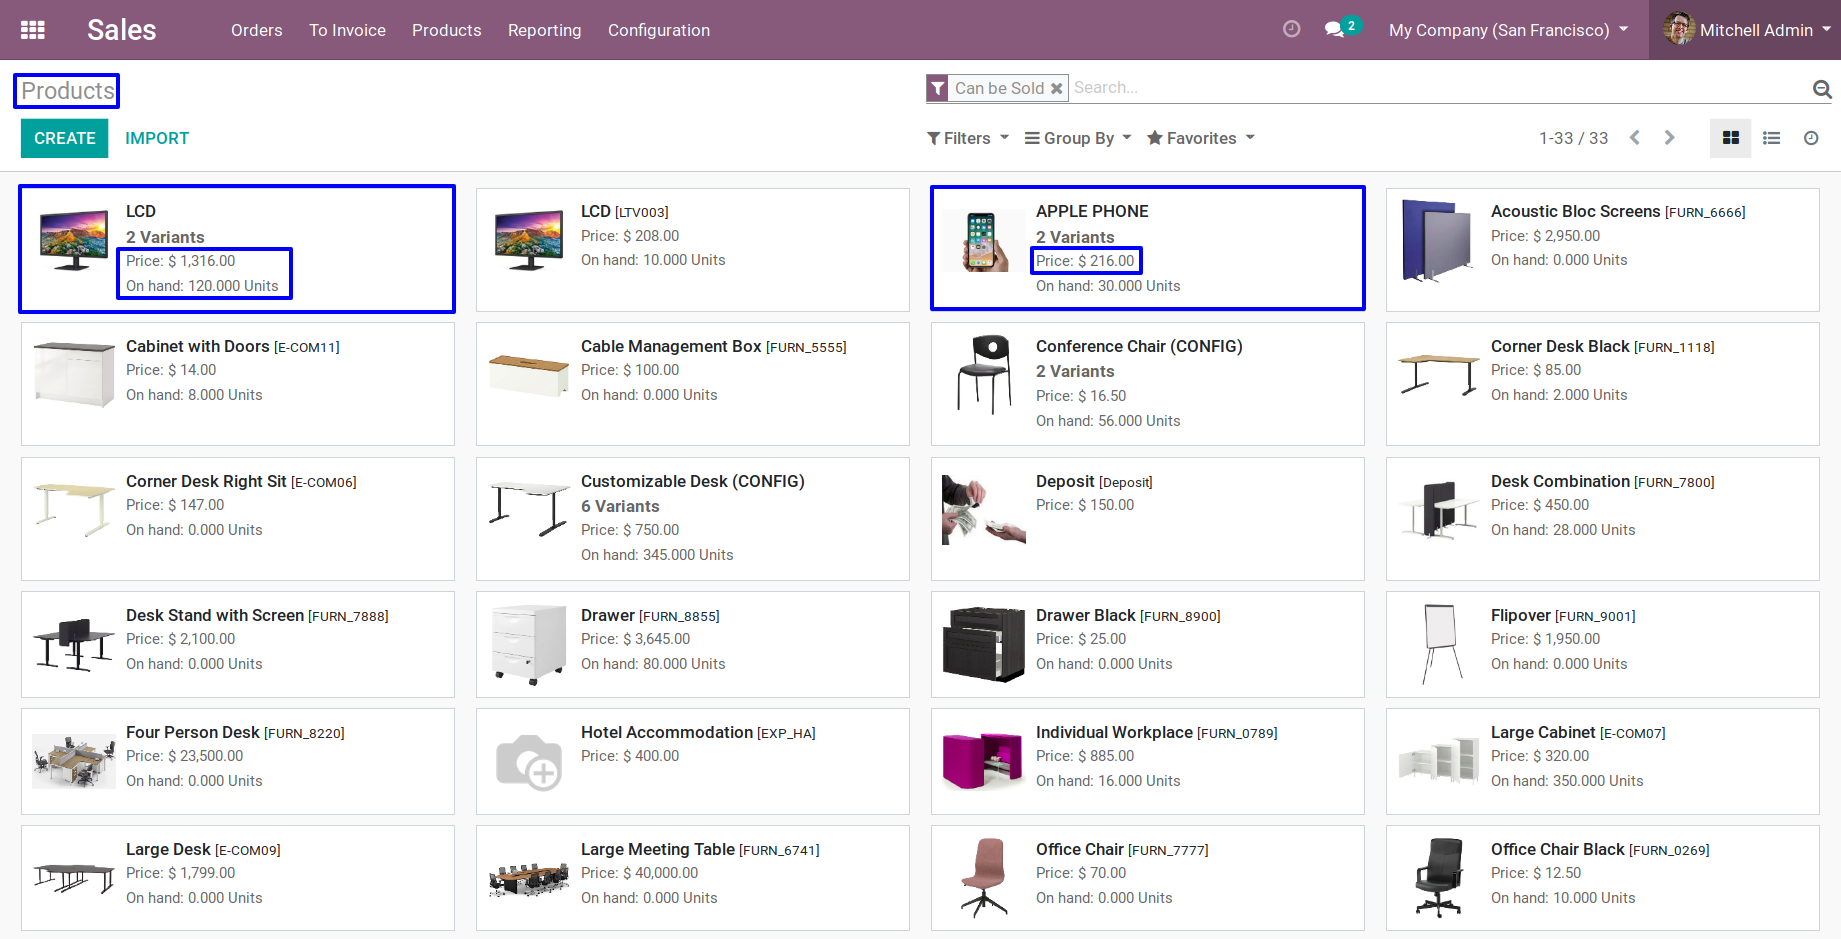 Sales Orders To Invoice Products Reporting Configuration 2 My Company (San Francisco) Mitchell Admin
Products
Can be Sold Search...
CREATE IMPORT
Filters Group By Favorites 1-33 / 33
LCD
2 Variants
Price: $ 1,316.00
On hand: 120.000 Units
LCD [LTV003]
Price: $ 208.00
On hand: 10.000 Units
APPLE PHONE
2 Variants
Price: $ 216.00
On hand: 30.000 Units
Acoustic Bloc Screens [FURN_6666]
Price: $ 2,950.00
On hand: 0.000 Units
Cabinet with Doors [E-COM11]
Price: $ 14.00
On hand: 8.000 Units
Cable Management Box [FURN_5555]
Price: $ 100.00
On hand: 0.000 Units
Conference Chair (CONFIG)
2 Variants
Price: $ 16.50
On hand: 56.000 Units
Corner Desk Black [FURN_1118]
Price: $ 85.00
On hand: 2.000 Units
Corner Desk Right Sit [E-COM06]
Price: $ 147.00
On hand: 0.000 Units
Customizable Desk (CONFIG)
6 Variants
Price: $ 750.00
On hand: 345.000 Units
Deposit [Deposit]
Price: $ 150.00
Desk Combination [FURN_7800]
Price: $ 450.00
On hand: 28.000 Units
Desk Stand with Screen [FURN_7888]
Price: $ 2,100.00
On hand: 0.000 Units
Drawer [FURN_8855]
Price: $ 3,645.00
On hand: 80.000 Units
Drawer Black [FURN_8900]
Price: $ 25.00
On hand: 0.000 Units
Flipover [FURN_9001]
Price: $ 1,950.00
On hand: 0.000 Units
Four Person Desk [FURN_8220]
Price: $ 23,500.00
On hand: 0.000 Units
Hotel Accommodation [EXP_HA]
Price: $ 400.00
Individual Workplace [FURN_0789]
Price: $ 885.00
On hand: 16.000 Units
Large Cabinet [E-COM07]
Price: $ 320.00
On hand: 350.000 Units
Large Desk [E-COM09]
Price: $ 1,799.00
On hand: 0.000 Units
Large Meeting Table [FURN_6741]
Price: $ 40,000.00
On hand: 0.000 Units
Office Chair [FURN_7777]
Price: $ 70.00
On hand: 0.000 Units
Office Chair Black [FURN_0269]
Price: $ 12.50
On hand: 10.000 Units